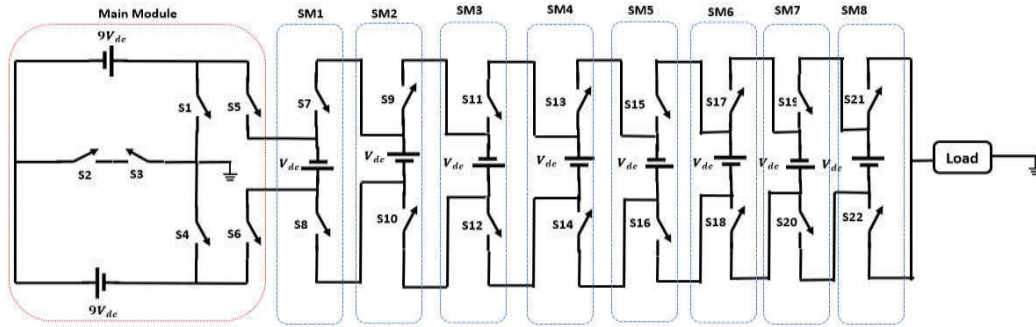 Main Module
SM1
SM2
SM3
SM4
SM5
SM6
SM7
SM8
9V_dc
S1
S5
S7
S9
S11
S13
S15
S17
S19
S21
S2
S3
V_dc
V_dc
V_dc
V_dc
V_dc
V_dc
V_dc
V_dc
Load
S4
S6
S8
S10
S12
S14
S16
S18
S20
S22
9V_dc